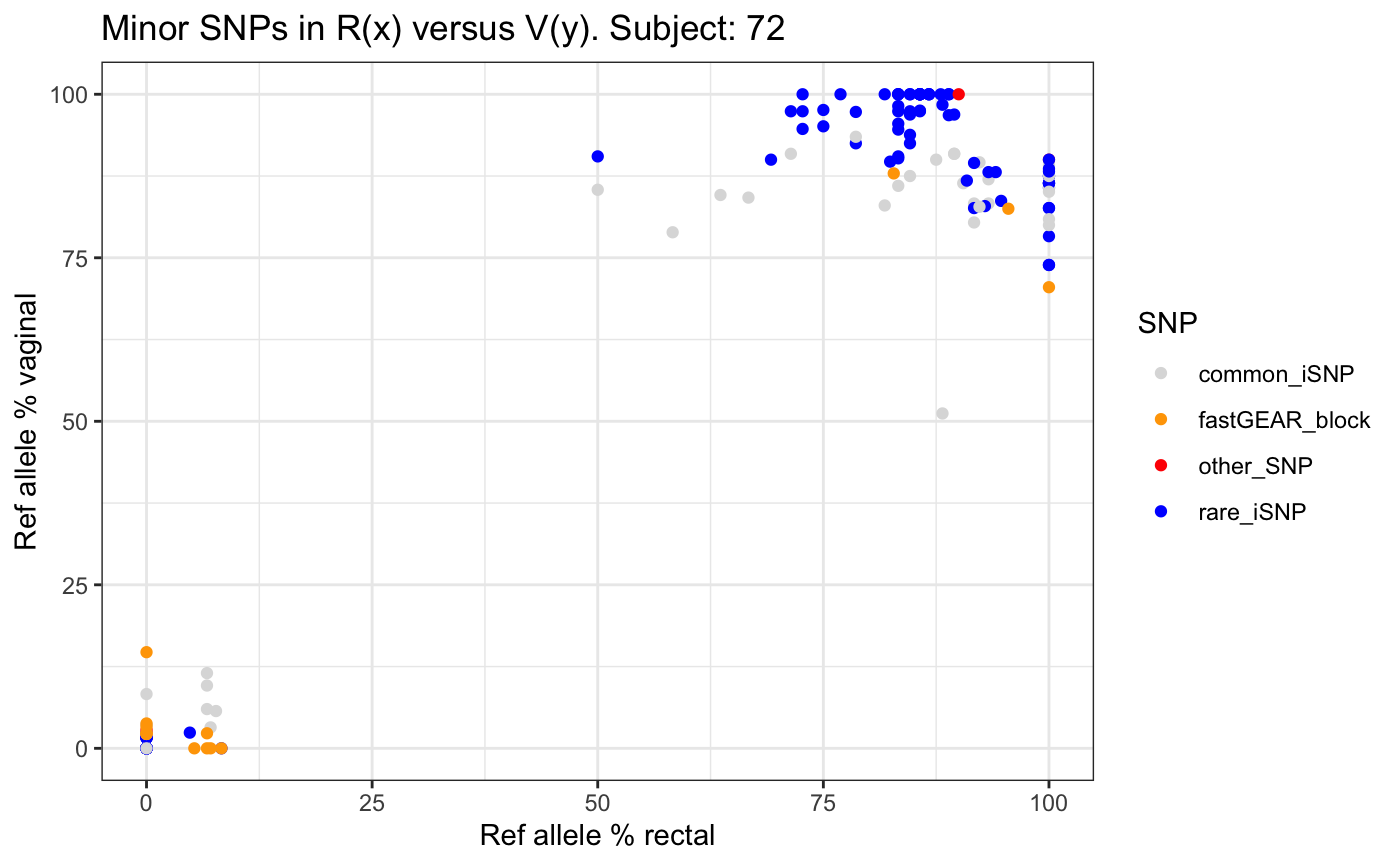 Minor SNPs in R(x) versus V(y). Subject: 72
100
75
50
25
0
Ref allele % vaginal
0 25 50 75 100
Ref allele % rectal
SNP
common_iSNP
fastGEAR_block
other_SNP
rare_iSNP